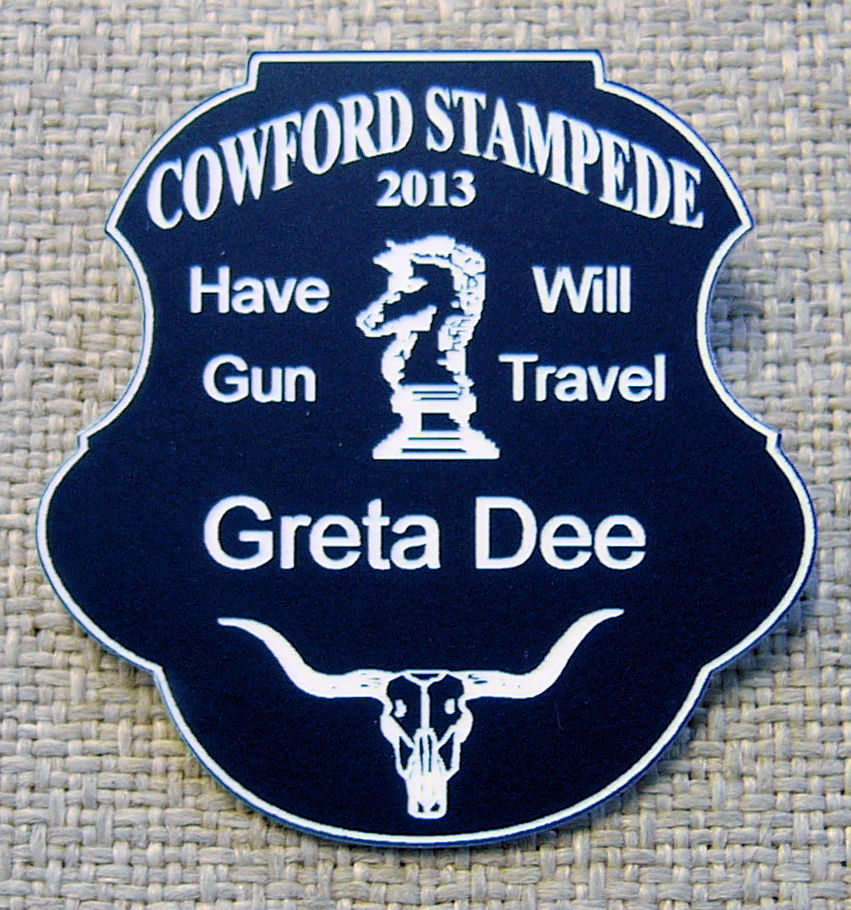 COWFORD STAMPEDE
2013
Have Will
Gun Travel
Greta Dee